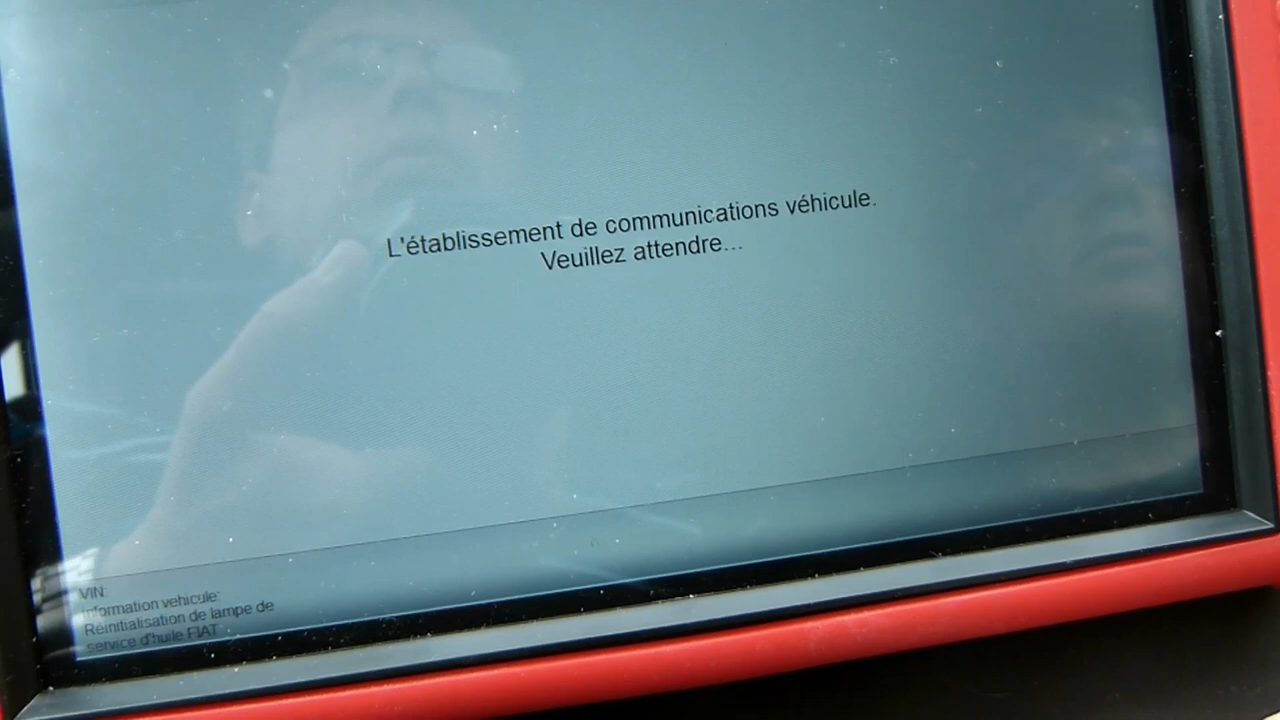 L'établissement de communications véhicule.
Veuillez attendre...
VIN:
Information vehicule:
Réinitialisation de lampe de
service d'huile FIAT